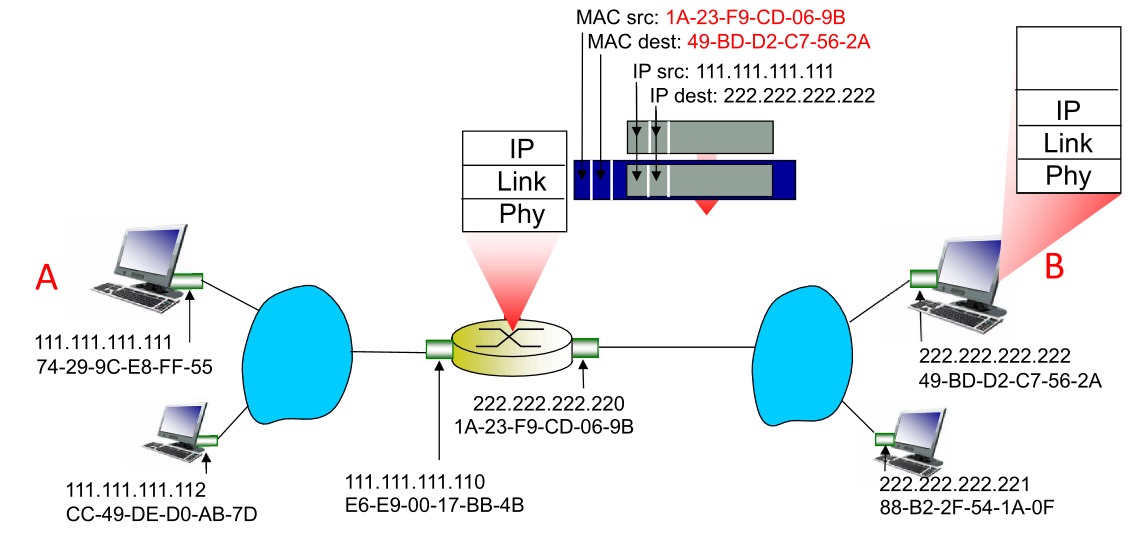 MAC src: 1A-23-F9-CD-06-9B
MAC dest: 49-BD-D2-C7-56-2A
IP src: 111.111.111.111
IP dest: 222.222.222.222
IP
Link
Phy
IP
Link
Phy
A
B
111.111.111.111
74-29-9C-E8-FF-55
222.222.222.222
49-BD-D2-C7-56-2A
222.222.222.220
1A-23-F9-CD-06-9B
111.111.111.112
CC-49-DE-D0-AB-7D
111.111.111.110
E6-E9-00-17-BB-4B
222.222.222.221
88-B2-2F-54-1A-0F